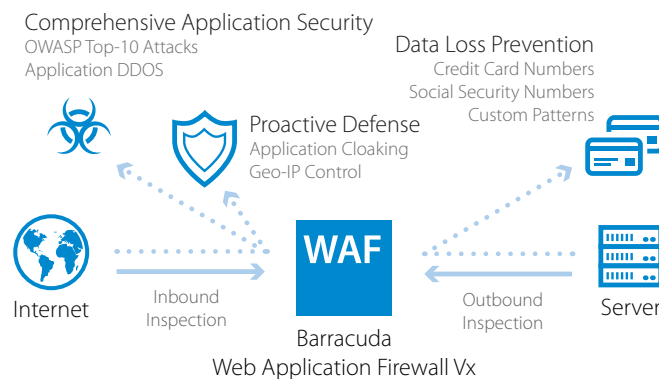 Comprehensive Application Security
OWASP Top-10 Attacks
Application DDOS
Data Loss Prevention
Credit Card Numbers
Social Security Numbers
Custom Patterns
Proactive Defense
Application Cloaking
Geo-IP Control
WAF
Internet
Inbound
Inspection
Outbound
Inspection
Server
Barracuda
Web Application Firewall Vx